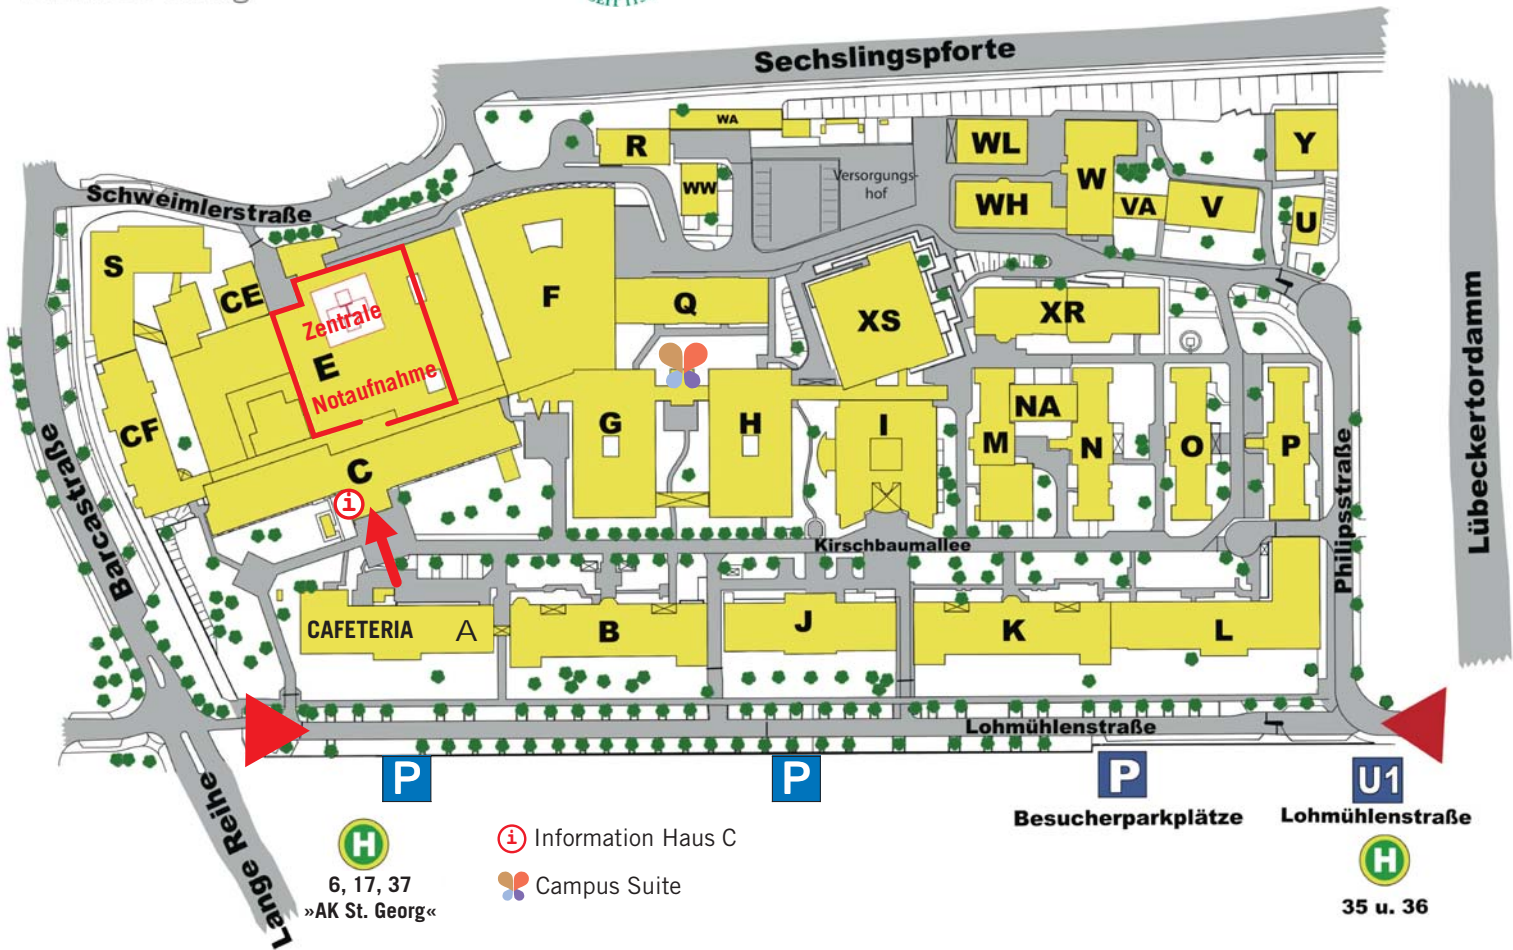 Sechslingspforte
WA
R
WL
W
Y
WW
Versorgungs-
hof
WH
VA
V
U
Schweimlerstraße
S
CE
F
Q
XS
XR
Zentrale
E
Notaufnahme
Lübeckertordamm
CF
C
G
H
I
M
NA
N
O
P
Philipsstraße
Barcastraße
i
Kirschbaumallee
CAFETERIA
A
B
J
K
L
Lohmühlenstraße
P
P
P
U1
Besucherparkplätze
Lohmühlenstraße
Lange Reihe
H
6, 17, 37
»AK St. Georg«
i Information Haus C
Campus Suite
H
35 u. 36